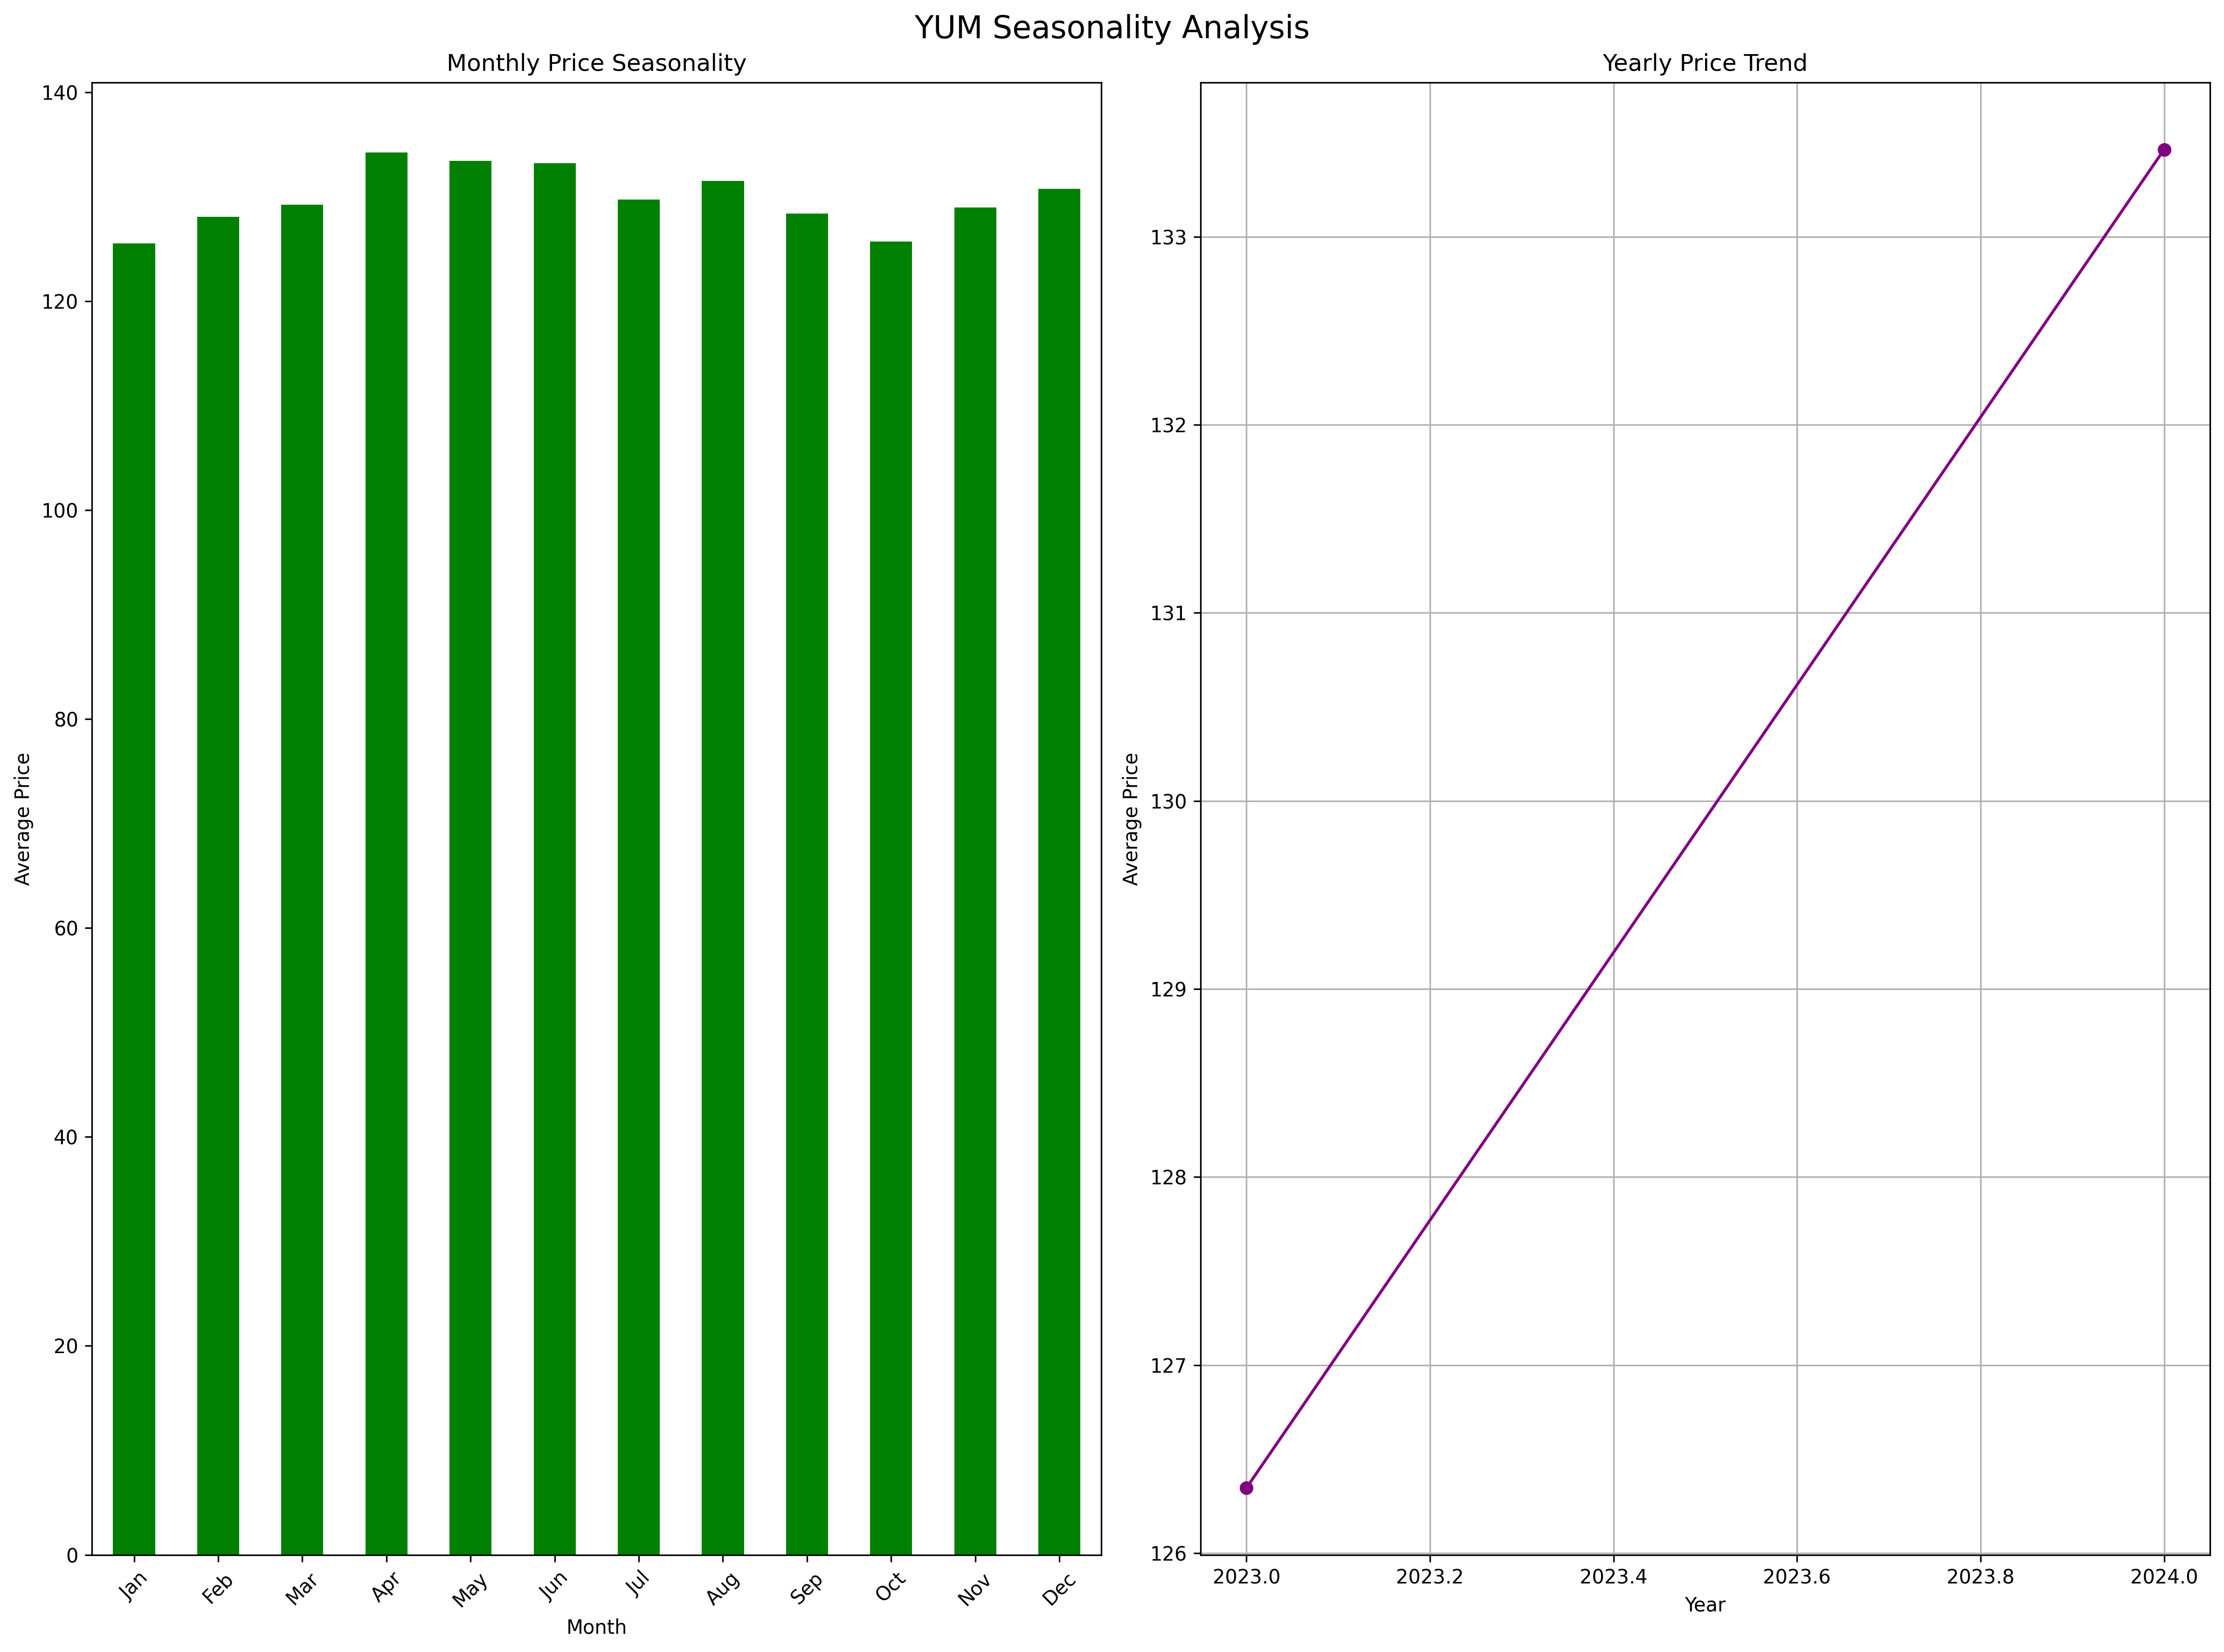 YUM Seasonality Analysis
Monthly Price Seasonality
Average Price
140
120
100
80
60
40
20
0
Jan
Feb
Mar
Apr
May
Jun
Jul
Aug
Sep
Oct
Nov
Dec
Month
Yearly Price Trend
Average Price
133
132
131
130
129
128
127
126
2023.0
2023.2
2023.4
2023.6
2023.8
2024.0
Year